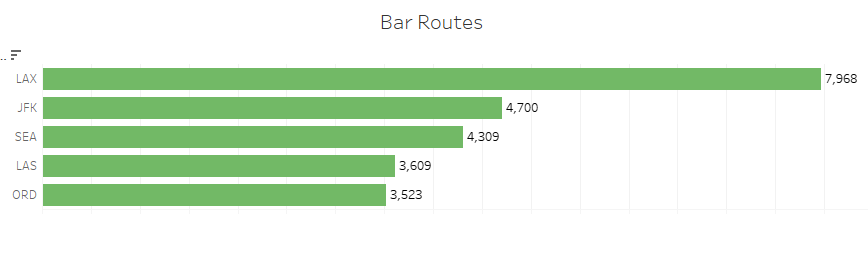 Bar Routes
..
LAX 7,968
JFK 4,700
SEA 4,309
LAS 3,609
ORD 3,523